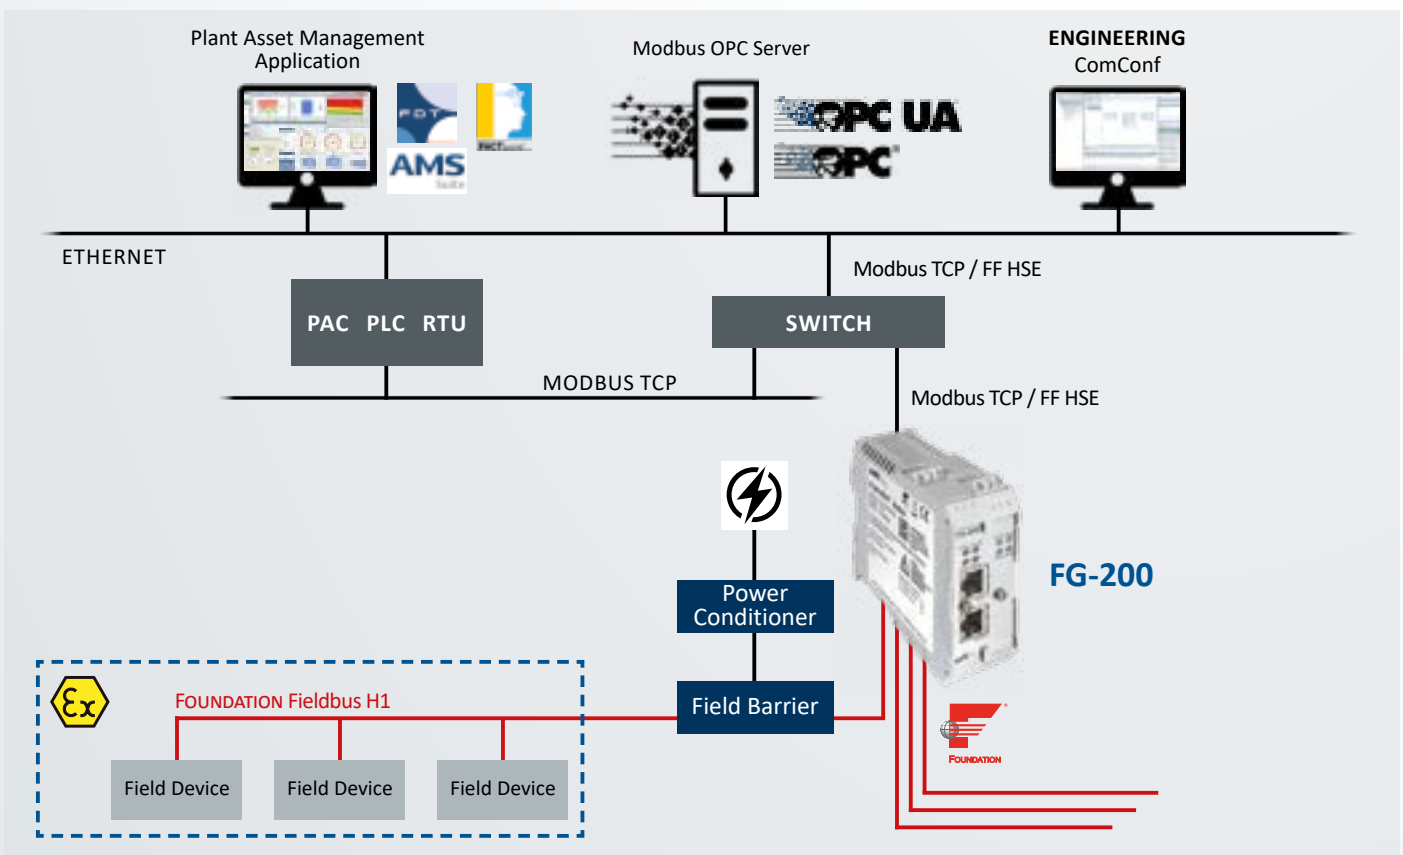 Plant Asset Management
Application
Modbus OPC Server
ENGINEERING
ComConf
FDT
AMS
Suite
OPC UA
OPC
ETHERNET
Modbus TCP / FF HSE
PAC PLC RTU
SWITCH
MODBUS TCP
Modbus TCP / FF HSE
FG-200
Power
Conditioner
Ex
FOUNDATION Fieldbus H1
Field Barrier
FOUNDATION
Field Device
Field Device
Field Device